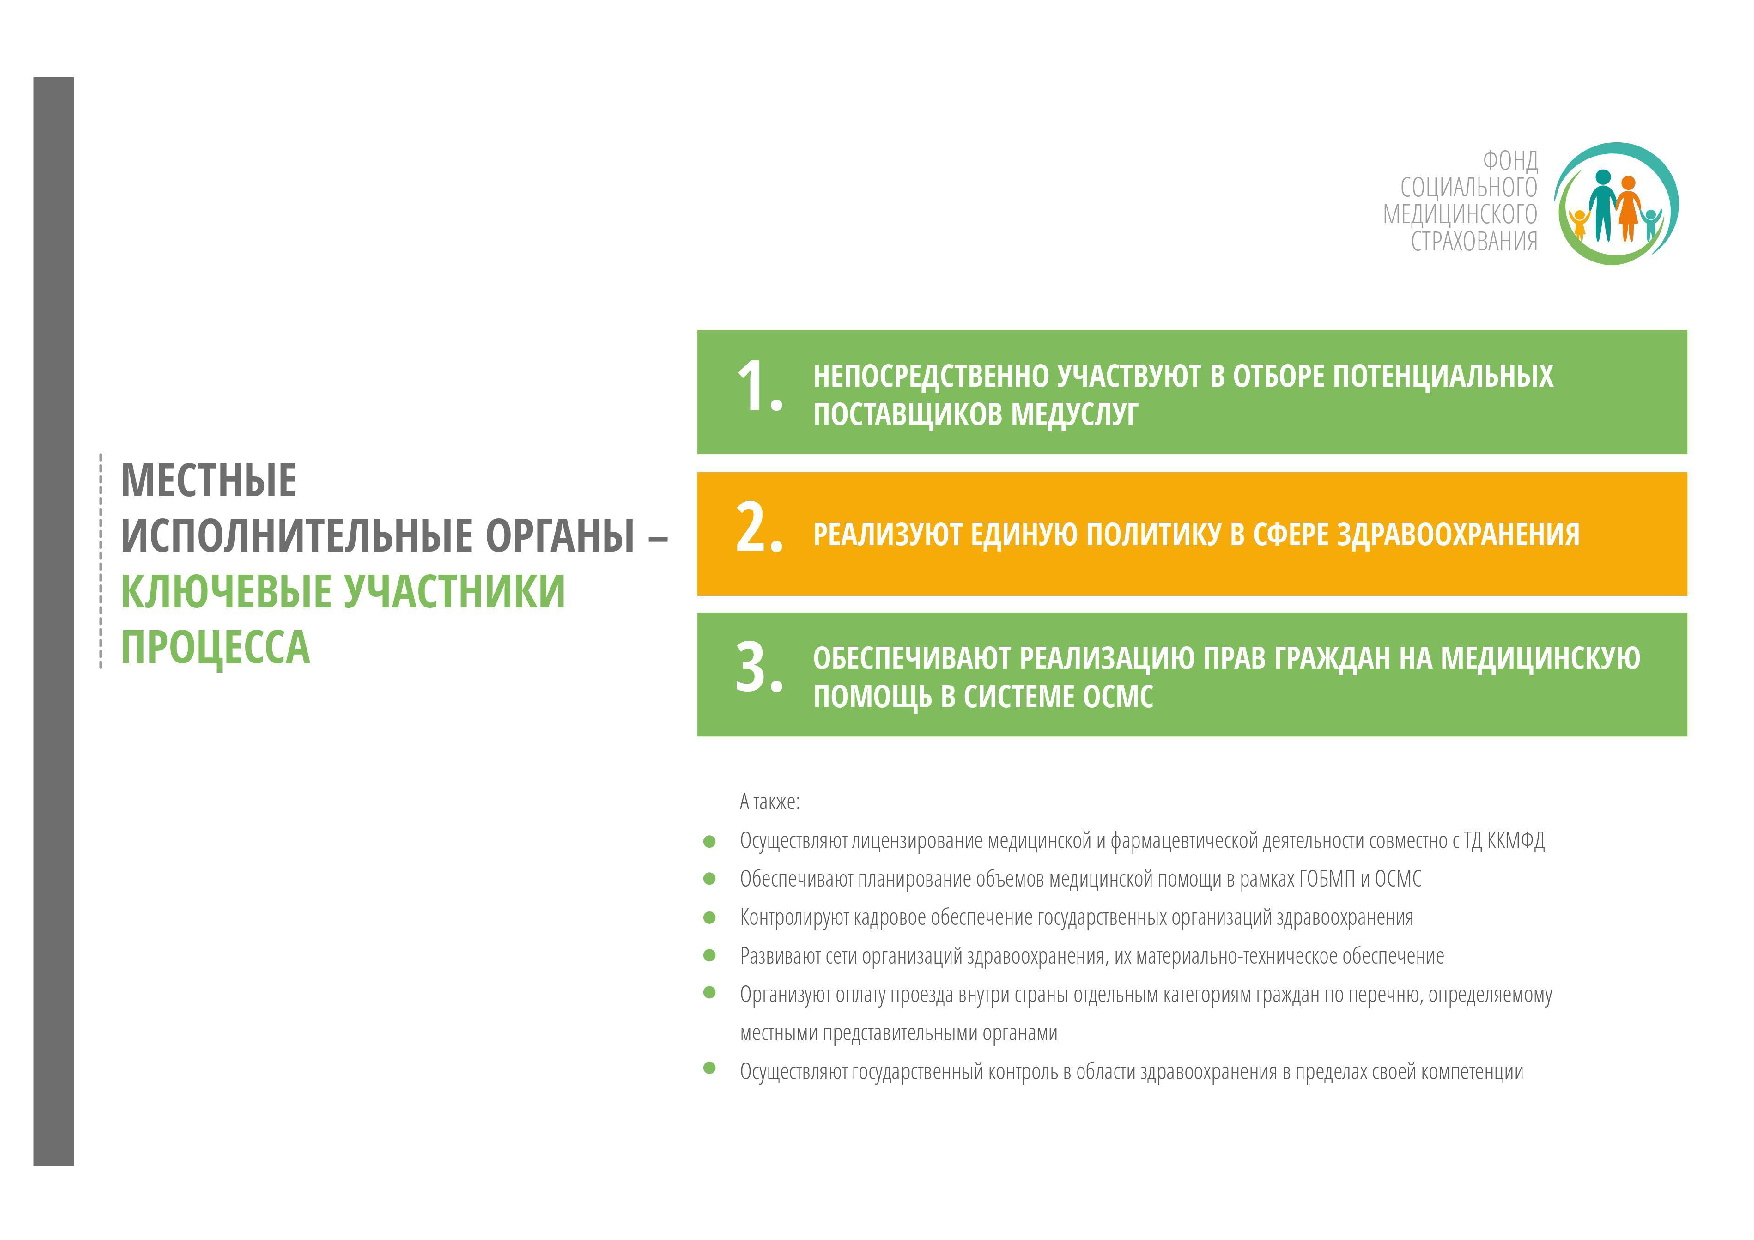 ФОНД
СОЦИАЛЬНОГО
МЕДИЦИНСКОГО
СТРАХОВАНИЯ
МЕСТНЫЕ
ИСПОЛНИТЕЛЬНЫЕ ОРГАНЫ –
КЛЮЧЕВЫЕ УЧАСТНИКИ
ПРОЦЕССА
1. НЕПОСРЕДСТВЕННО УЧАСТВУЮТ В ОТБОРЕ ПОТЕНЦИАЛЬНЫХ
ПОСТАВЩИКОВ МЕДУСЛУГ
2. РЕАЛИЗУЮТ ЕДИНУЮ ПОЛИТИКУ В СФЕРЕ ЗДРАВООХРАНЕНИЯ
3. ОБЕСПЕЧИВАЮТ РЕАЛИЗАЦИЮ ПРАВ ГРАЖДАН НА МЕДИЦИНСКУЮ
ПОМОЩЬ В СИСТЕМЕ ОСМС
А также:
Осуществляют лицензирование медицинской и фармацевтической деятельности совместно с ТД ККМФД
Обеспечивают планирование объемов медицинской помощи в рамках ГОБМП и ОСМС
Контролируют кадровое обеспечение государственных организаций здравоохранения
Развивают сети организаций здравоохранения, их материально-техническое обеспечение
Организуют оплату проезда внутри страны отдельным категориям граждан по перечню, определяемому
местными представительными органами
Осуществляют государственный контроль в области здравоохранения в пределах своей компетенции